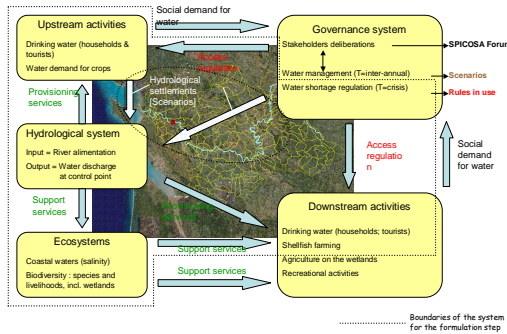 Upstream activities
Drinking water (households &
tourists)
Water demand for crops
Social demand for
water
Governance system
Stakeholders deliberations
Water management (T=inter-annual)
Water shortage regulation (T=crisis)
SPICOSA Forum
Scenarios
Rules in use
Access
regulation
Hydrological
settlements
[Scenarios]
Provisioning
services
Hydrological system
Input = River alimentation
Output = Water discharge
at control point
Access
regulatio
n
Social
demand
for water
Support
services
Downstream activities
Drinking water (households; tourists)
Shellfish farming
Agriculture on the wetlands
Recreational activities
Ecosystems
Coastal waters (salinity)
Biodiversity : species and
livelihoods, incl. wetlands
Support services
Support services
Boundaries of the system
for the formulation step